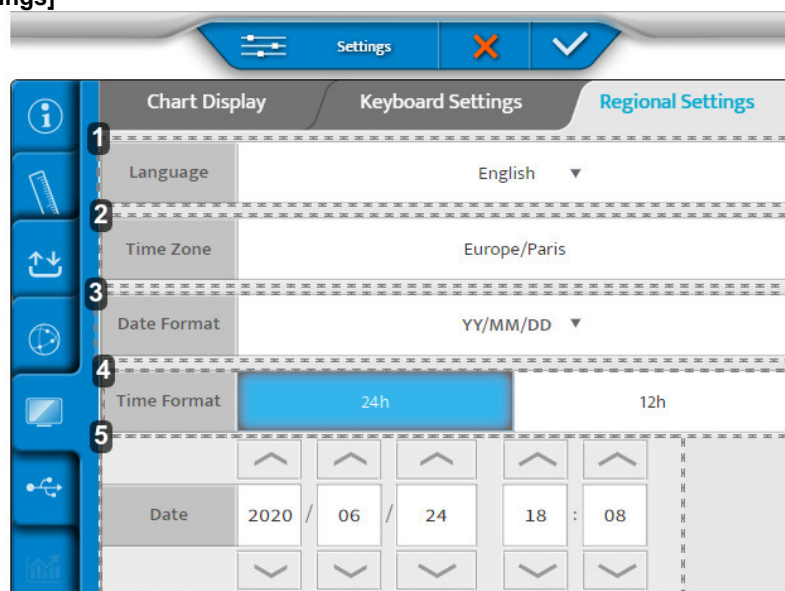 ings]
Settings
Chart Display Keyboard Settings Regional Settings
1
Language English
2
Time Zone Europe/Paris
3
Date Format YY/MM/DD
4
Time Format 24h 12h
5
Date 2020 / 06 / 24 18 : 08